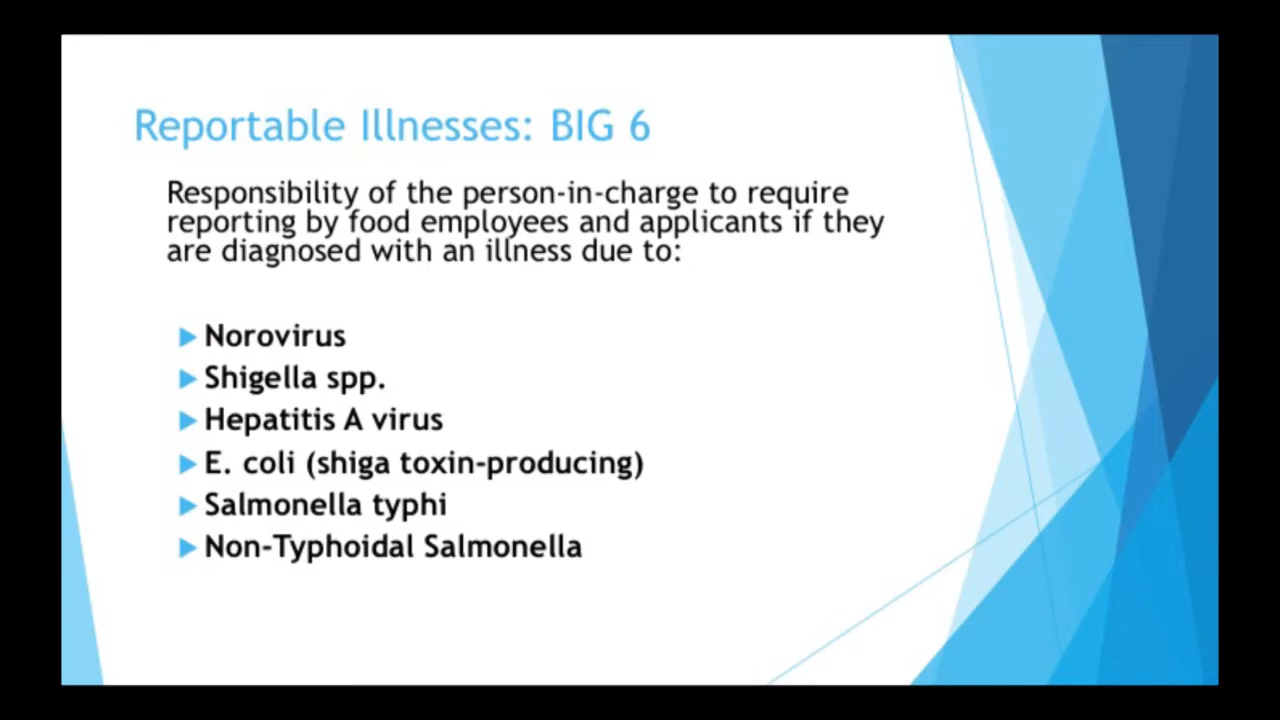 Reportable Illnesses: BIG 6
Responsibility of the person-in-charge to require
reporting by food employees and applicants if they
are diagnosed with an illness due to:
Norovirus
Shigella spp.
Hepatitis A virus
E. coli (shiga toxin-producing)
Salmonella typhi
Non-Typhoidal Salmonella